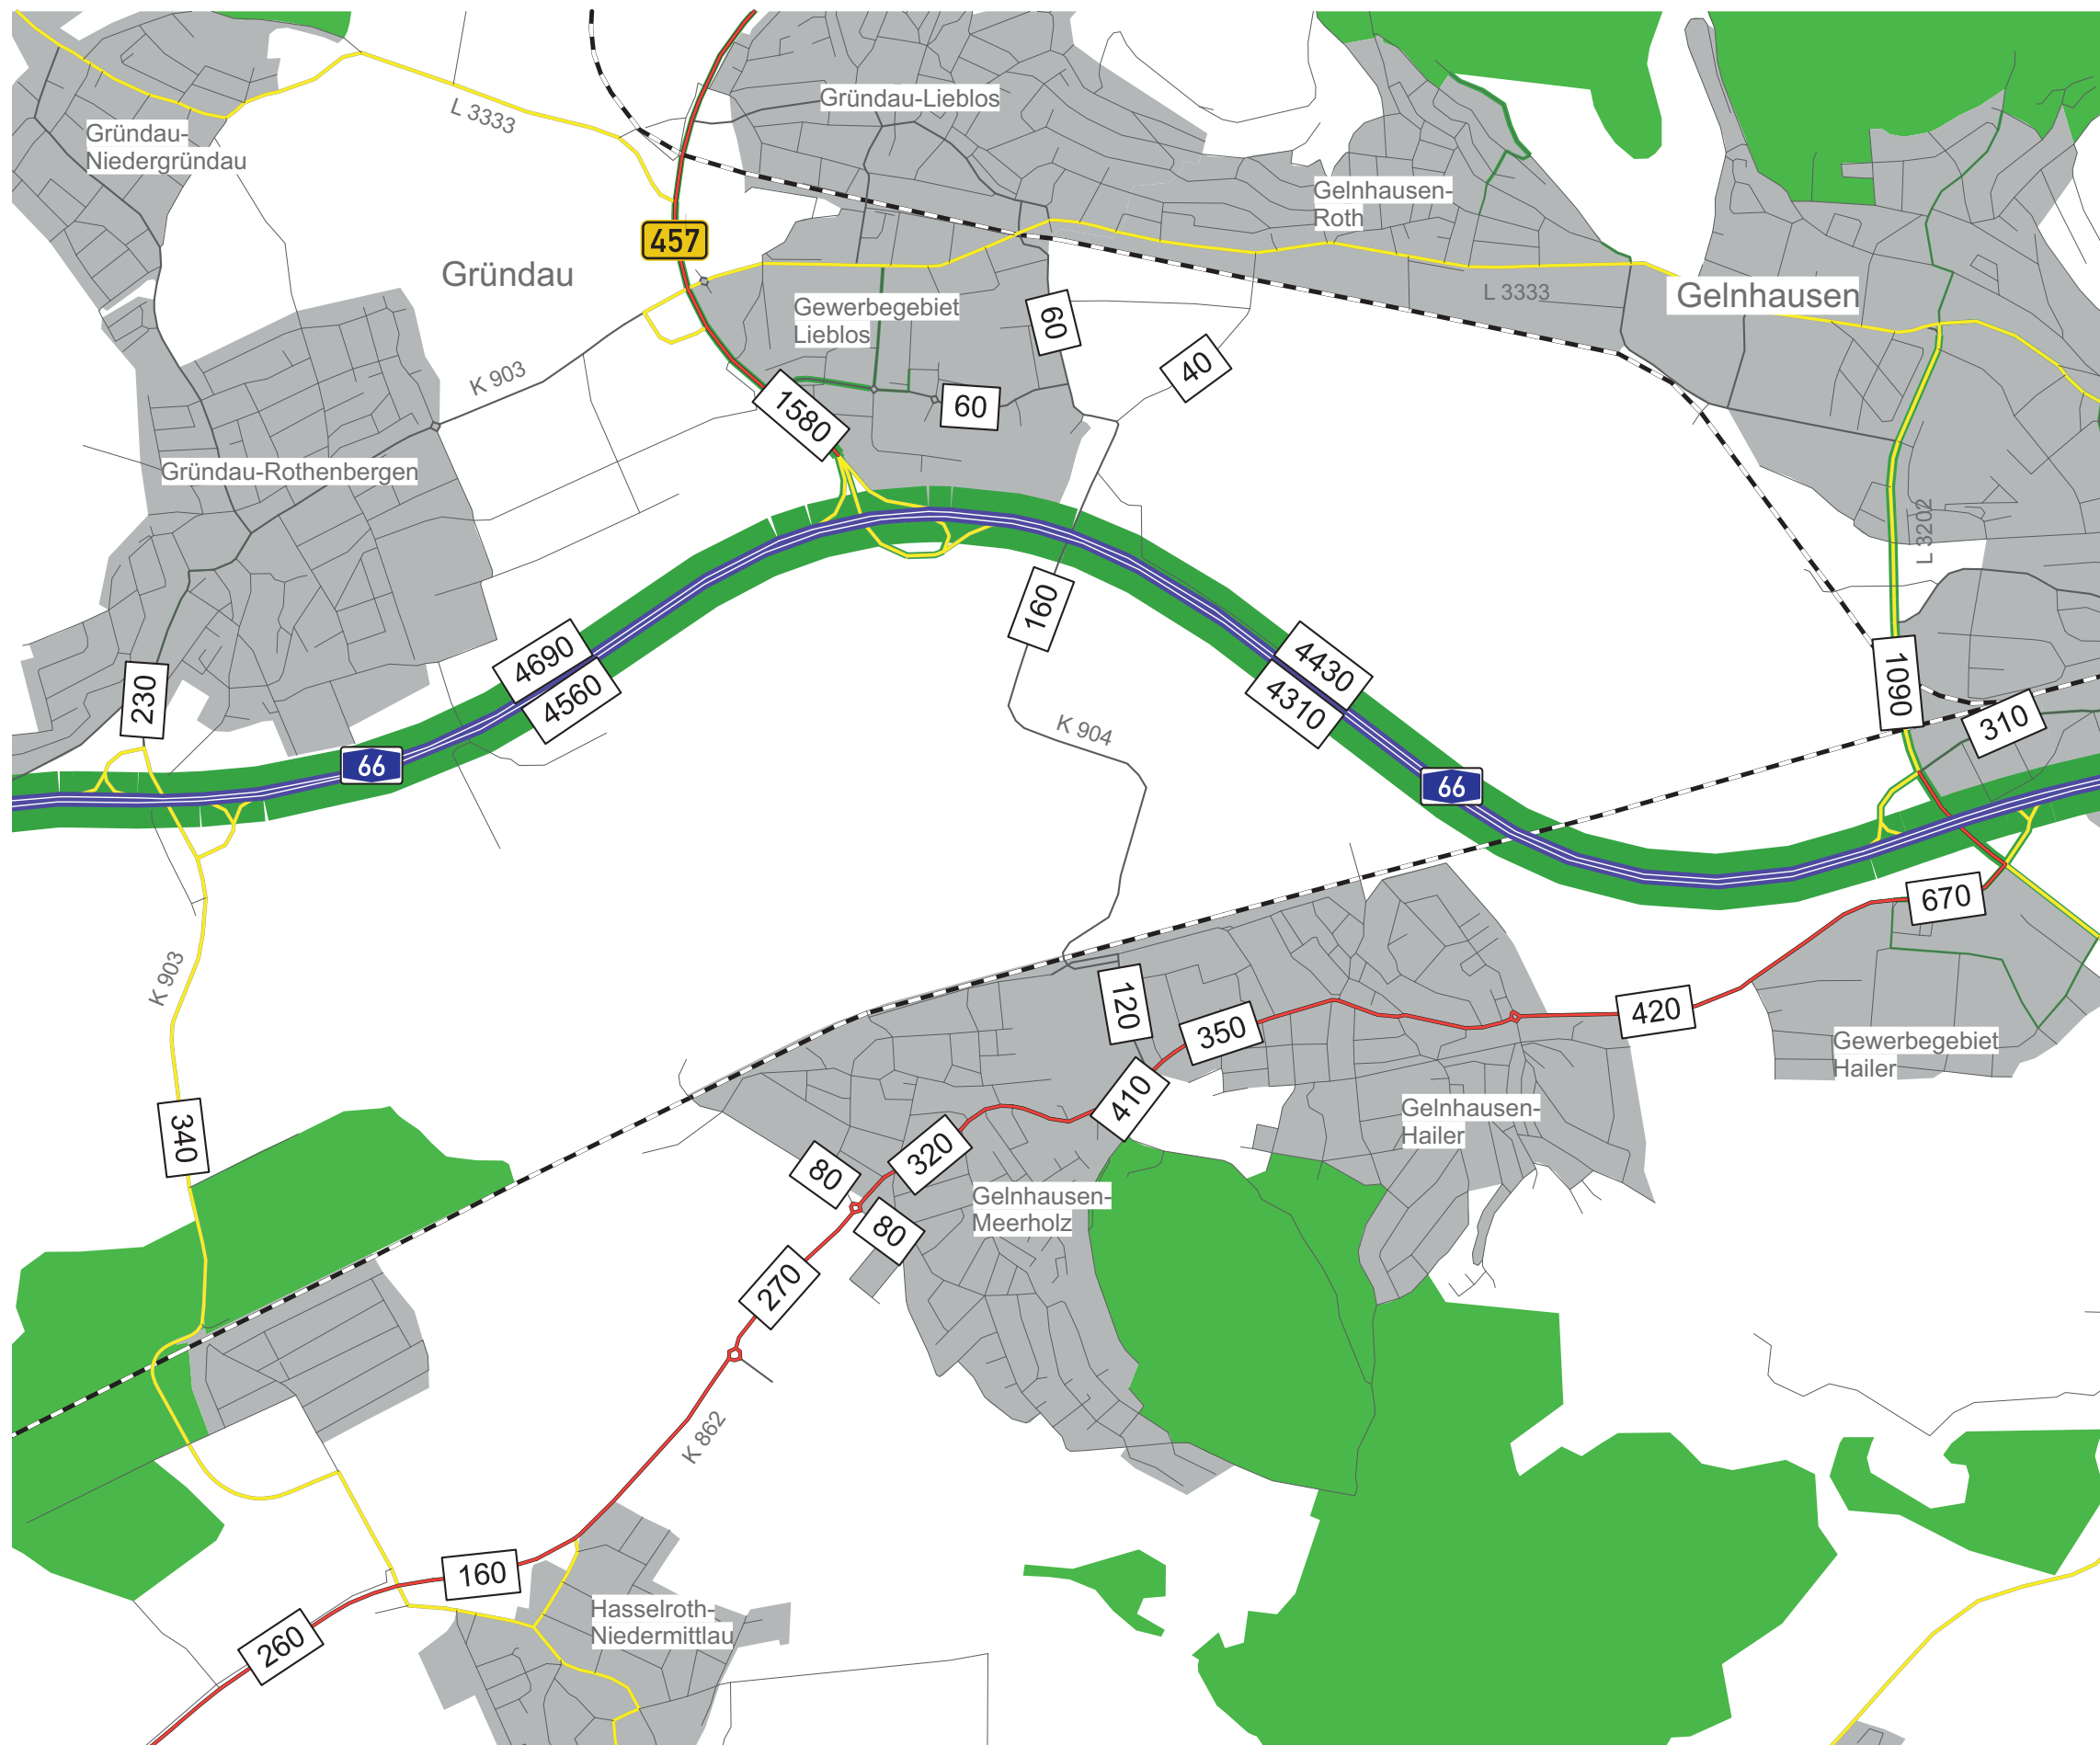 Gründau-Lieblos
L 3333
Gründau-
Niedergründau
Gelnhausen-
Roth
457
Gründau
L 3333
Gelnhausen
Gewerbegebiet
Lieblos
60
40
K 903
60
1580
Gründau-Rothenbergen
L 3202
160
4690
4560
4430
4310
230
1090
310
K 904
66
66
670
K 903
120
350
420
Gewerbegebiet
Hailer
410
340
Gelnhausen-
Hailer
320
80
Gelnhausen-
Meerholz
80
270
K 862
160
Hasselroth-
Niedermittlau
260